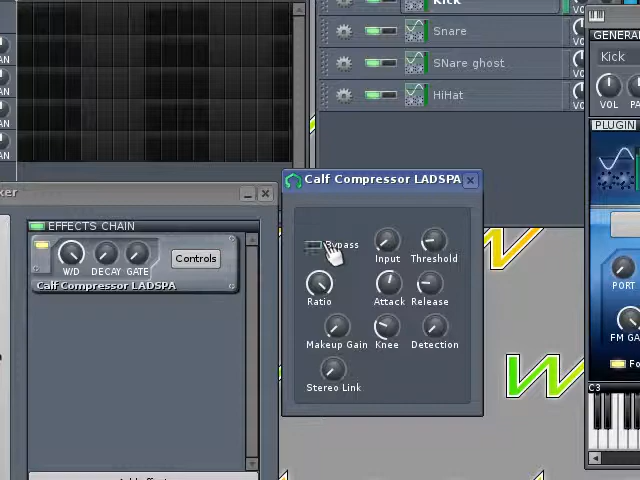 Kick
Snare
SNare ghost
HiHat
GENERAL
Kick
VOL
PLUGIN
PORT
FM GA
C3
EFFECTS CHAIN
W/D DECAY GATE
Controls
Calf Compressor LADSPA
Calf Compressor LADSPA
Bypass Input Threshold
Ratio Attack Release
Makeup Gain Knee Detection
Stereo Link